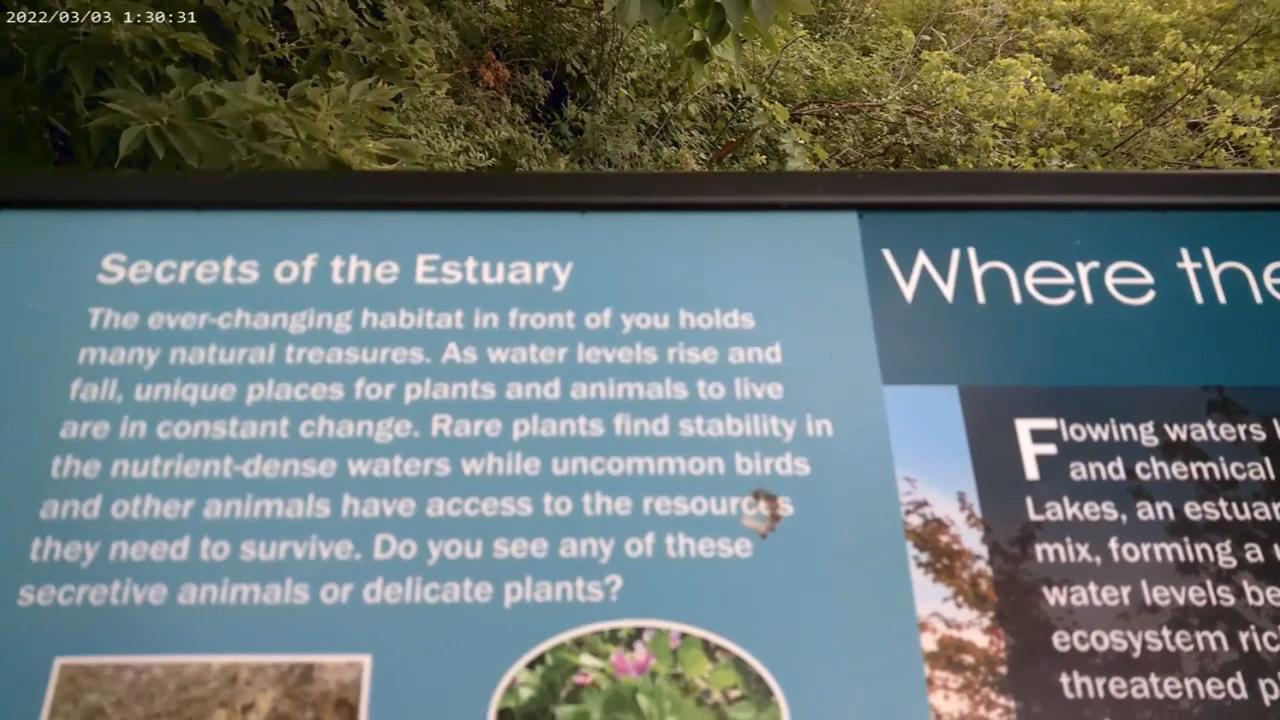 2022/03/03 1:30:31
Secrets of the Estuary
The ever-changing habitat in front of you holds
many natural treasures. As water levels rise and
fall, unique places for plants and animals to live
are in constant change. Rare plants find stability in
the nutrient-dense waters while uncommon birds
and other animals have access to the resources
they need to survive. Do you see any of these
secretive animals or delicate plants?
Where the
Flowing waters
and chemical
Lakes, an estuar
mix, forming a
water levels be
ecosystem ric
threatened p